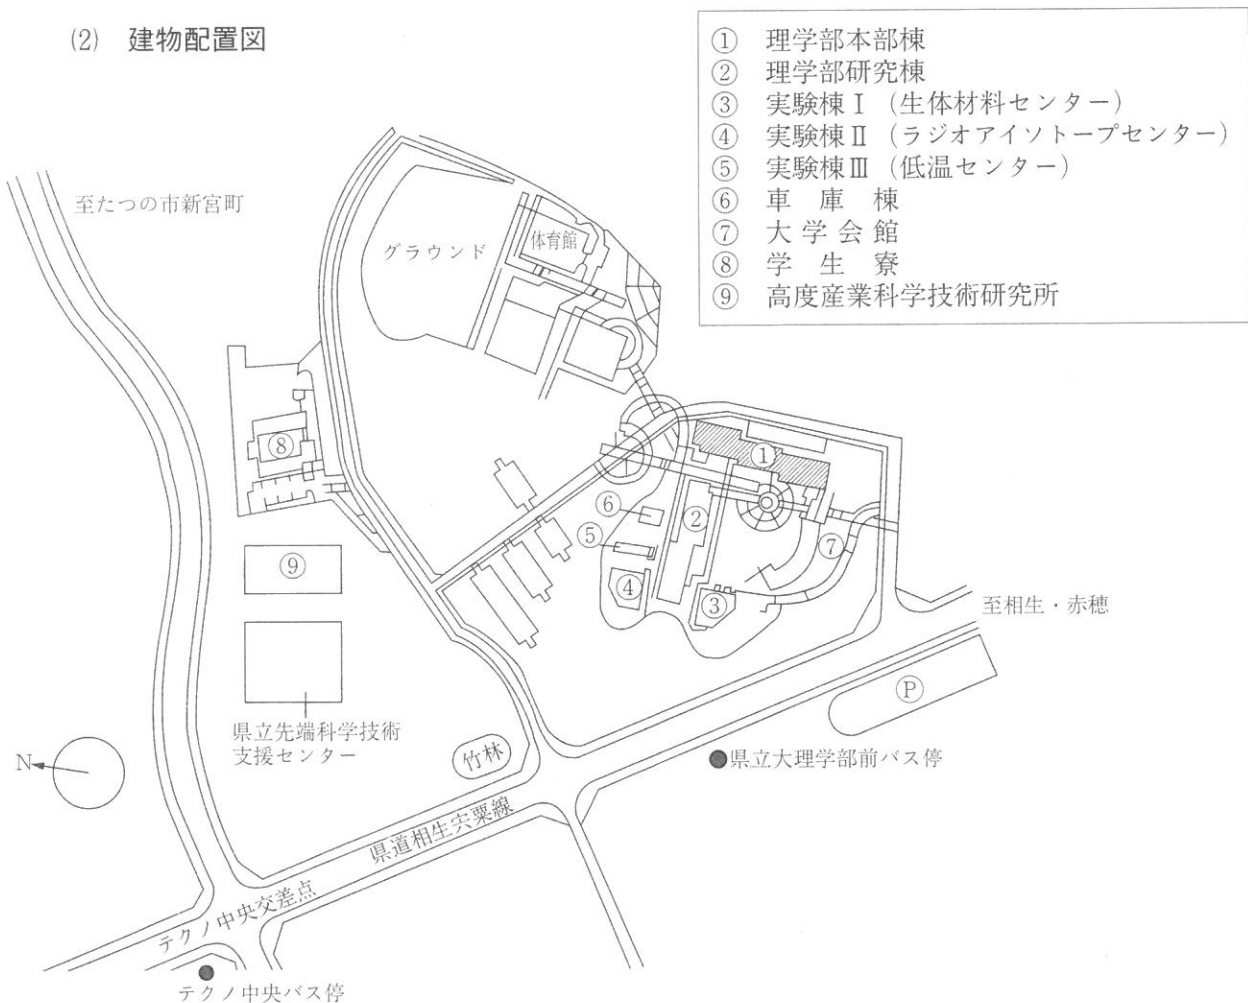 (2) 建物配置図
① 理学部本部棟
② 理学部研究棟
③ 実験棟Ⅰ(生体材料センター)
④ 実験棟Ⅱ(ラジオアイソトープセンター)
⑤ 実験棟Ⅲ(低温センター)
⑥ 車庫棟
⑦ 大学会館
⑧ 学生寮
⑨ 高度産業科学技術研究所
至たつの市新宮町
グラウンド
体育館
⑧
①
⑥
②
⑤
⑦
⑨
④
③
至相生・赤穂
Ⓟ
県立先端科学技術
支援センター
竹林
県立大理学部前バス停
N
県道相生宍粟線
テクノ中央交差点
テクノ中央バス停